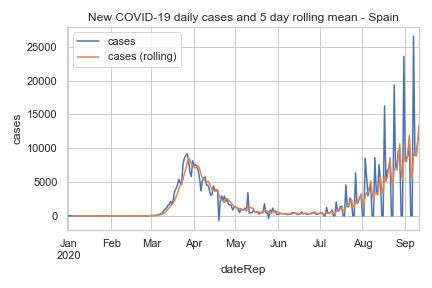 New COVID-19 daily cases and 5 day rolling mean - Spain
cases
cases (rolling)
25000
20000
15000
10000
5000
0
cases
Jan Feb Mar Apr May Jun Jul Aug Sep
2020
dateRep